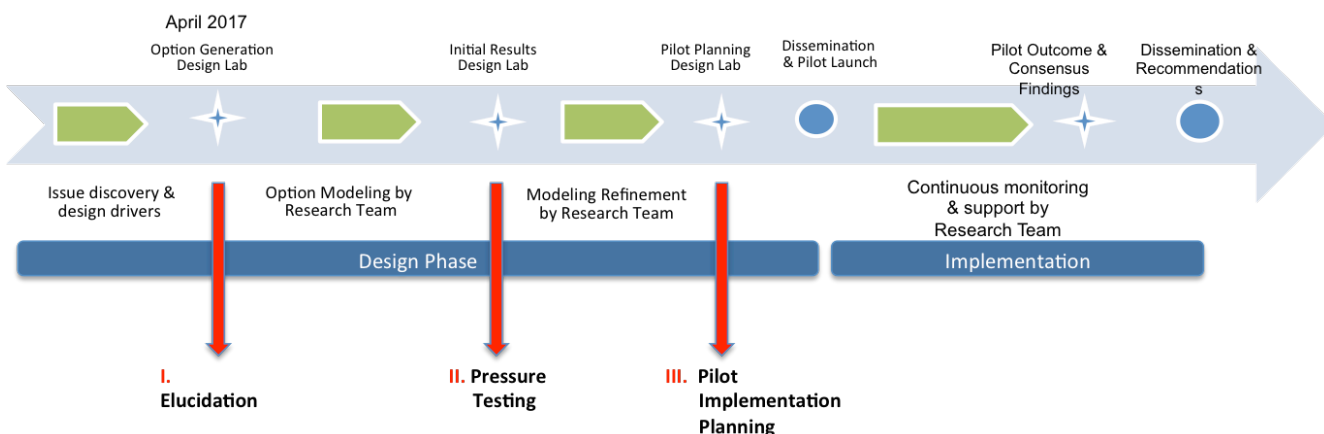 April 2017
Option Generation
Design Lab
Initial Results
Design Lab
Pilot Planning
Design Lab
Dissemination
& Pilot Launch
Pilot Outcome &
Consensus
Findings
Dissemination &
Recommendation
s
Issue discovery &
design drivers
Option Modeling by
Research Team
Modeling Refinement
by Research Team
Continuous monitoring
& support by
Research Team
Design Phase
Implementation
I.
Elucidation
II. Pressure
Testing
III. Pilot
Implementation
Planning